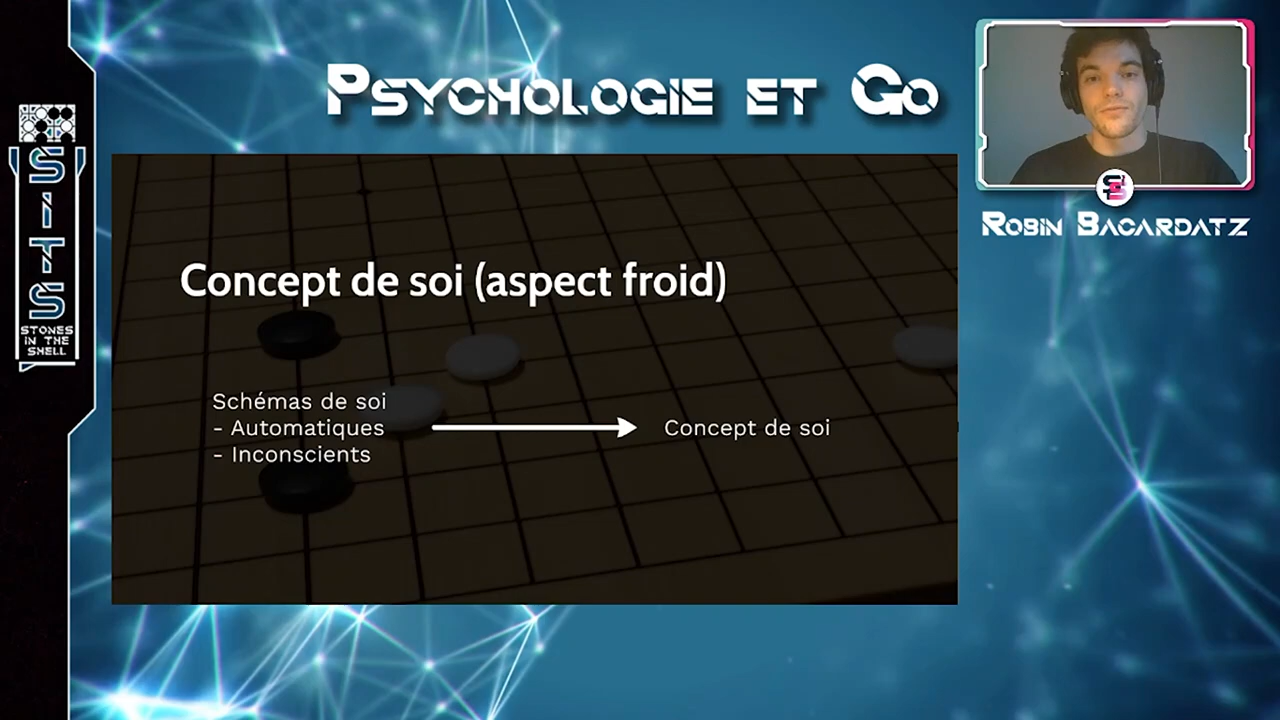 Psychologie et Go
SITS
STONES
IN THE
SHELL
Robin Bacardatz
Concept de soi (aspect froid)
Schémas de soi
- Automatiques
- Inconscients
Concept de soi